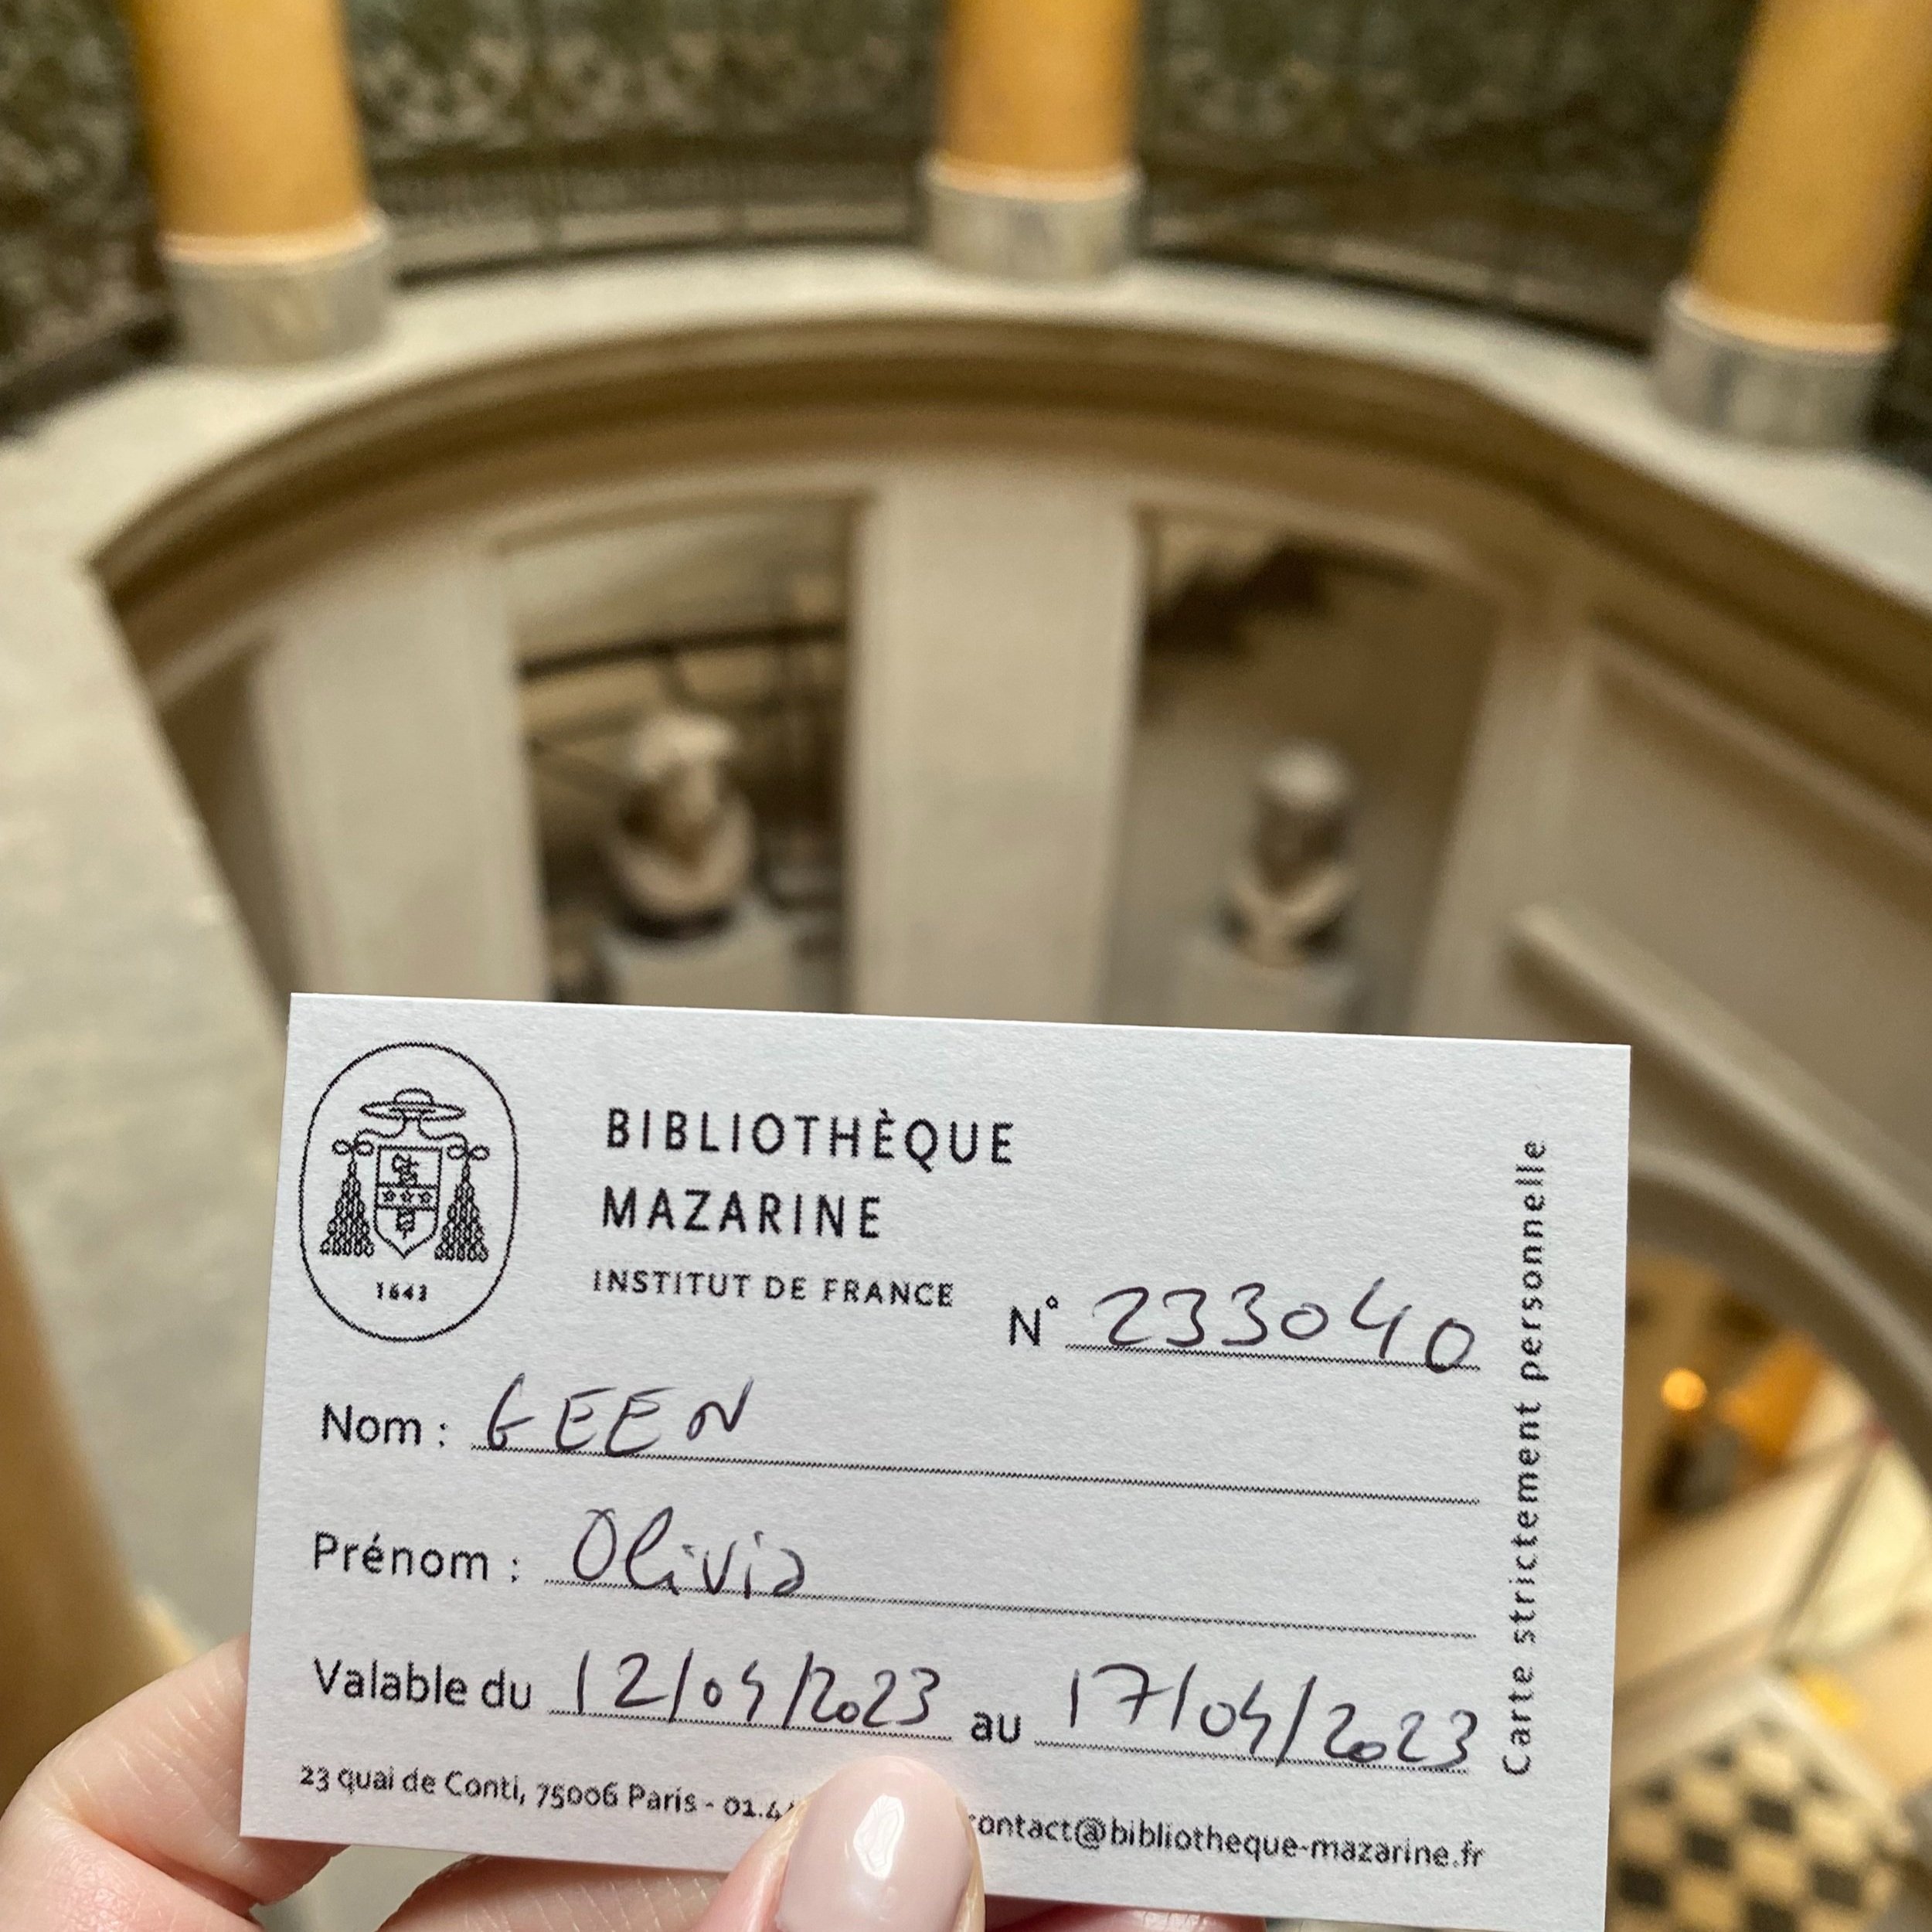 BIBLIOTHÈQUE
MAZARINE
INSTITUT DE FRANCE
1643
N° 233040
Nom : GEEN
Prénom : Olivia
Valable du 12/04/2023 au 17/04/2023
23 quai de Conti, 75006 Paris - 01.4 contact@bibliotheque-mazarine.fr
Carte strictement personnelle